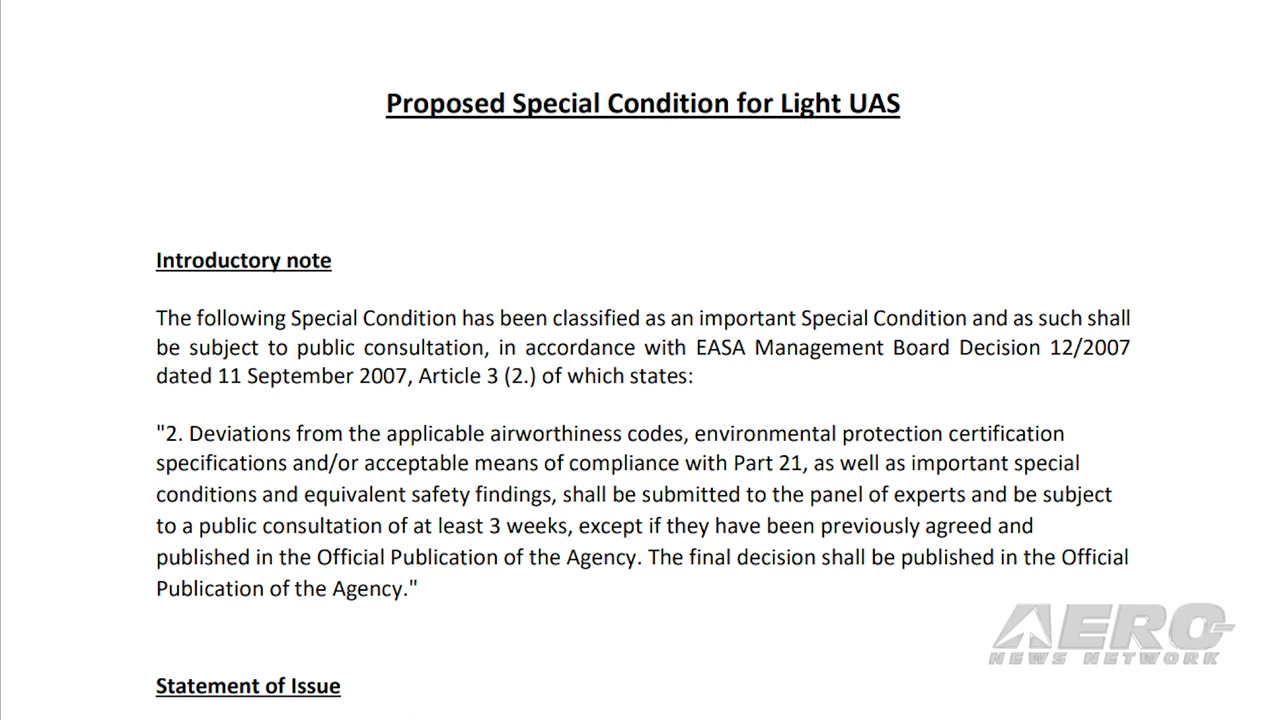 Proposed Special Condition for Light UAS
Introductory note
The following Special Condition has been classified as an important Special Condition and as such shall
be subject to public consultation, in accordance with EASA Management Board Decision 12/2007
dated 11 September 2007, Article 3 (2.) of which states:
"2. Deviations from the applicable airworthiness codes, environmental protection certification
specifications and/or acceptable means of compliance with Part 21, as well as important special
conditions and equivalent safety findings, shall be submitted to the panel of experts and be subject
to a public consultation of at least 3 weeks, except if they have been previously agreed and
published in the Official Publication of the Agency. The final decision shall be published in the Official
Publication of the Agency."
AERO
NEWS NETWORK
Statement of Issue